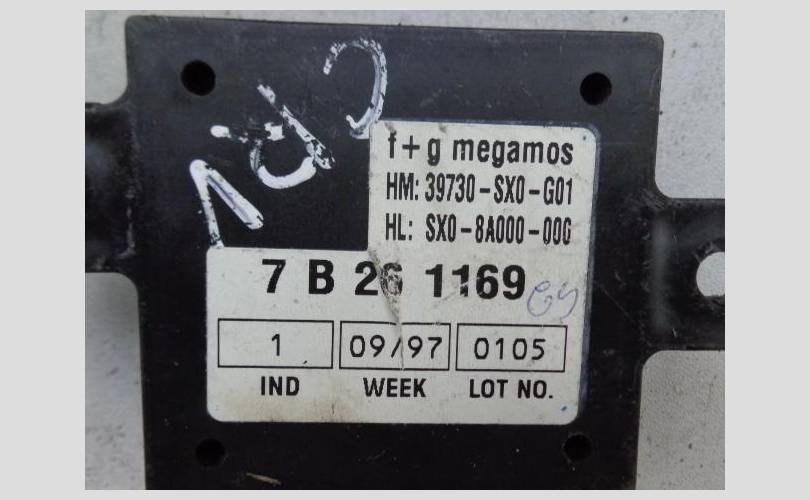 f+g megamos
HM: 39730-SX0-G01
HL: SX0-8A000-00G
7 B 26 1169
1 09/97 0105
IND WEEK LOT NO.